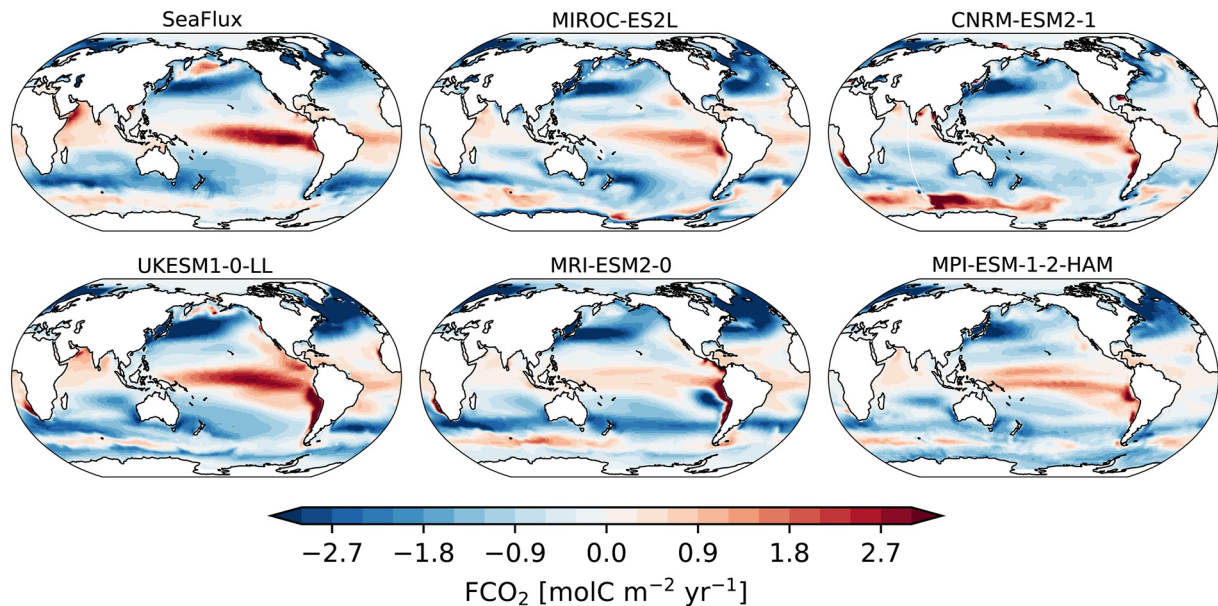 SeaFlux
MIROC-ES2L
CNRM-ESM2-1
UKESM1-0-LL
MRI-ESM2-0
MPI-ESM-1-2-HAM
−2.7 −1.8 −0.9 0.0 0.9 1.8 2.7
FCO₂ [molC m⁻² yr⁻¹]